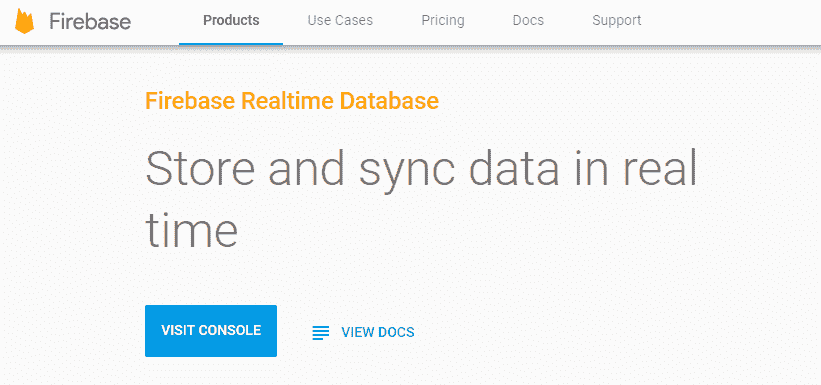 Firebase Products Use Cases Pricing Docs Support
Firebase Realtime Database
Store and sync data in real
time
VISIT CONSOLE VIEW DOCS